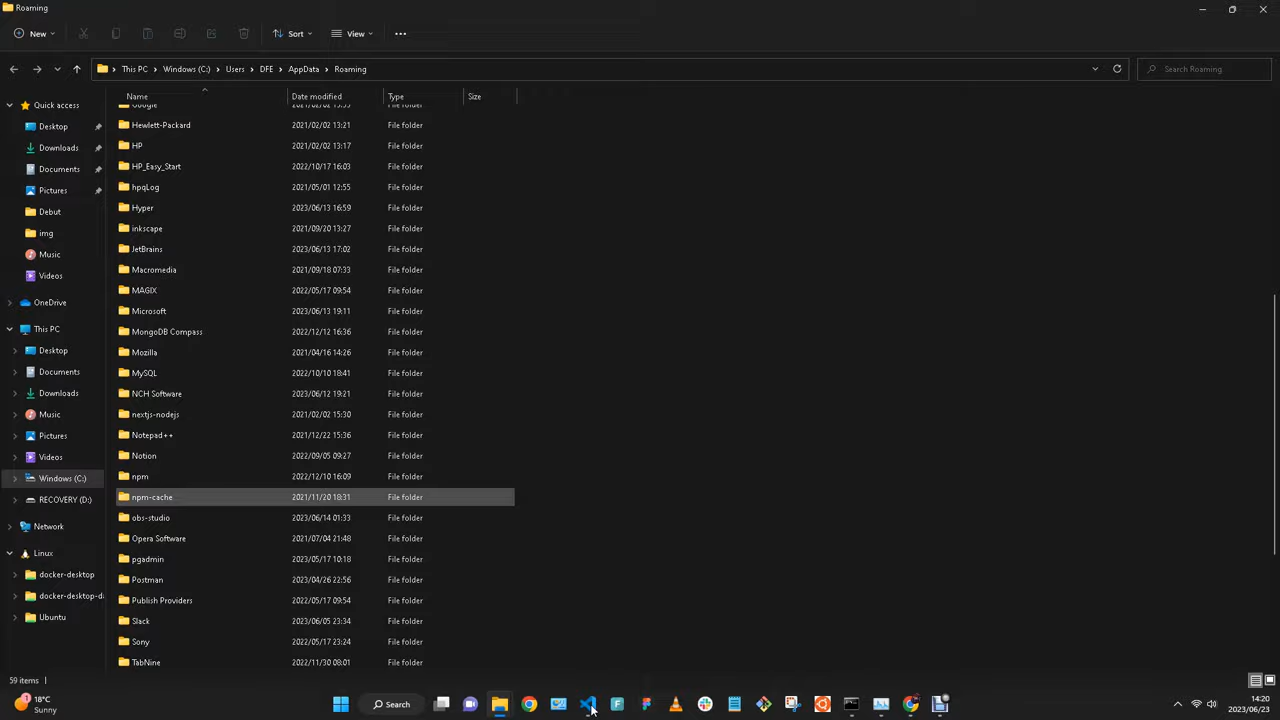 Roaming
New Sort View
This PC Windows (C:) Users DFE AppData Roaming Search Roaming
Name Date modified Type Size
Quick access
Desktop
Downloads
Documents
Pictures
Debut
img
Music
Videos
OneDrive
This PC
Desktop
Documents
Downloads
Music
Pictures
Videos
Windows (C:)
RECOVERY (D:)
Network
Linux
docker-desktop
docker-desktop-d
Ubuntu
Google 2021/02/02 15:55 File folder
Hewlett-Packard 2021/02/02 13:21 File folder
HP 2021/02/02 13:17 File folder
HP_Easy_Start 2022/10/17 16:03 File folder
hpqLog 2021/05/01 12:55 File folder
Hyper 2023/06/13 16:59 File folder
inkscape 2021/09/20 13:27 File folder
JetBrains 2023/06/13 17:02 File folder
Macromedia 2021/09/18 07:33 File folder
MAGIX 2022/05/17 09:54 File folder
Microsoft 2023/06/13 19:11 File folder
MongoDB Compass 2022/12/12 16:36 File folder
Mozilla 2021/04/16 14:26 File folder
MySQL 2022/10/10 18:41 File folder
NCH Software 2023/06/12 19:21 File folder
nextjs-nodejs 2021/02/02 15:30 File folder
Notepad++ 2021/12/22 15:36 File folder
Notion 2022/09/05 09:27 File folder
npm 2022/12/10 16:09 File folder
npm-cache 2021/11/20 18:31 File folder
obs-studio 2023/06/14 01:33 File folder
Opera Software 2021/07/04 21:48 File folder
pgadmin 2023/05/17 10:18 File folder
Postman 2023/04/26 22:56 File folder
Publish Providers 2022/05/17 09:54 File folder
Slack 2023/06/05 23:34 File folder
Sony 2022/05/17 23:24 File folder
TabNine 2022/11/30 08:01 File folder
59 items
18°C
Sunny
Search
14:20
2023/06/23